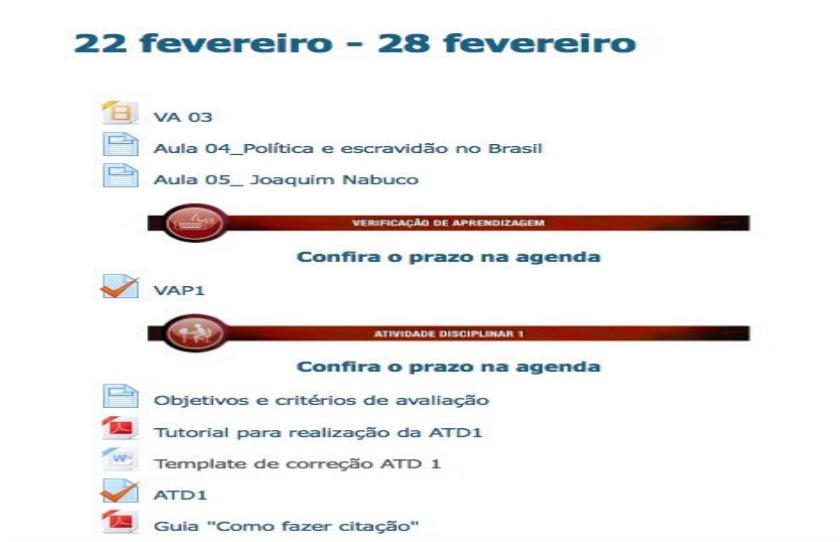 22 fevereiro - 28 fevereiro
VA 03
Aula 04_Política e escravidão no Brasil
Aula 05_ Joaquim Nabuco
VERIFICAÇÃO DE APRENDIZAGEM
Confira o prazo na agenda
VAP1
ATIVIDADE DISCIPLINAR 1
Confira o prazo na agenda
Objetivos e critérios de avaliação
Tutorial para realização da ATD1
Template de correção ATD 1
ATD1
Guia "Como fazer citação"